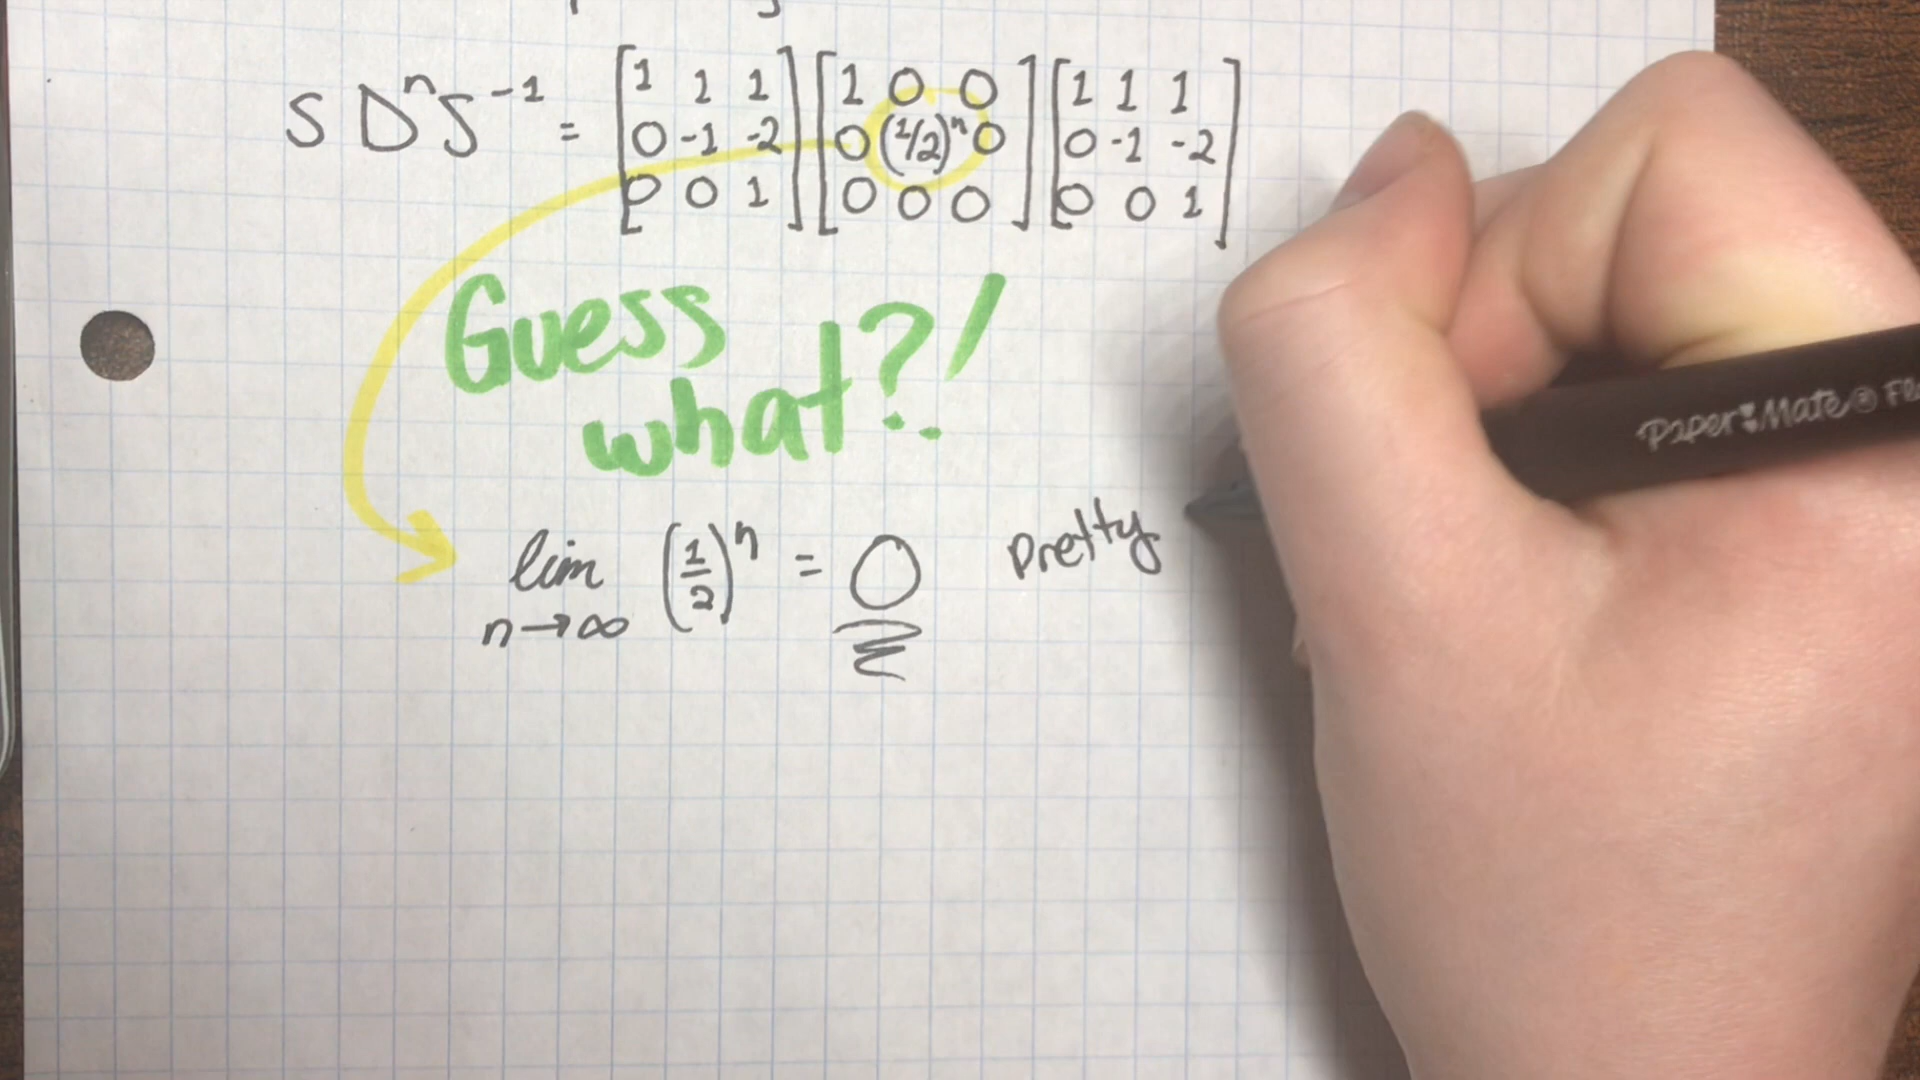 S Dⁿ S⁻¹ = [1 1 1] [1 0 0] [1 1 1]
[0 -1 -2] [0 (1/2)ⁿ 0] [0 -1 -2]
[0 0 1] [0 0 0] [0 0 1]
Guess
what?!
lim (1/2)ⁿ = 0 pretty
n→∞
Paper Mate®